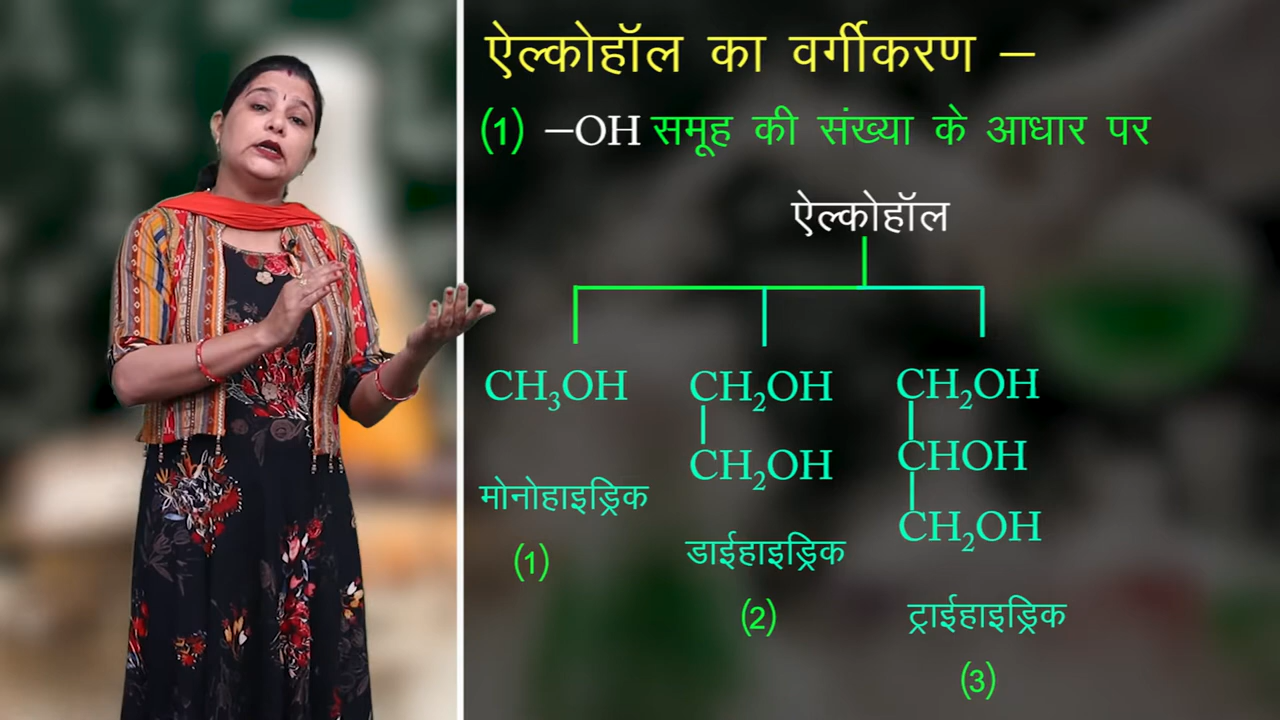 ऐल्कोहॉल का वर्गीकरण –
(1) –OH समूह की संख्या के आधार पर
ऐल्कोहॉल
CH₃OH CH₂OH CH₂OH
CH₂OH CHOH
CH₂OH
मोनोहाइड्रिक
(1)
डाईहाइड्रिक
(2)
ट्राईहाइड्रिक
(3)